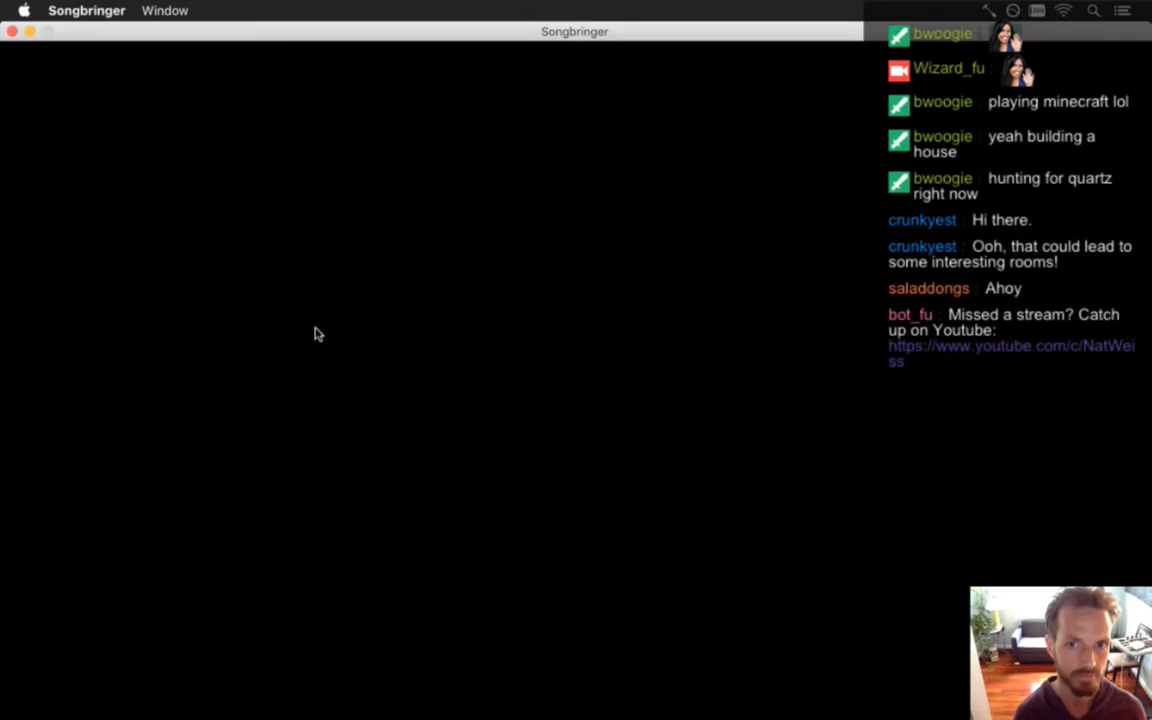 Songbringer Window
Songbringer
bwoogie :
Wizard_fu :
bwoogie : playing minecraft lol
bwoogie : yeah building a
house
bwoogie : hunting for quartz
right now
crunkyest : Hi there.
crunkyest : Ooh, that could lead to
some interesting rooms!
saladdongs : Ahoy
bot_fu : Missed a stream? Catch
up on Youtube:
https://www.youtube.com/c/NatWei
ss